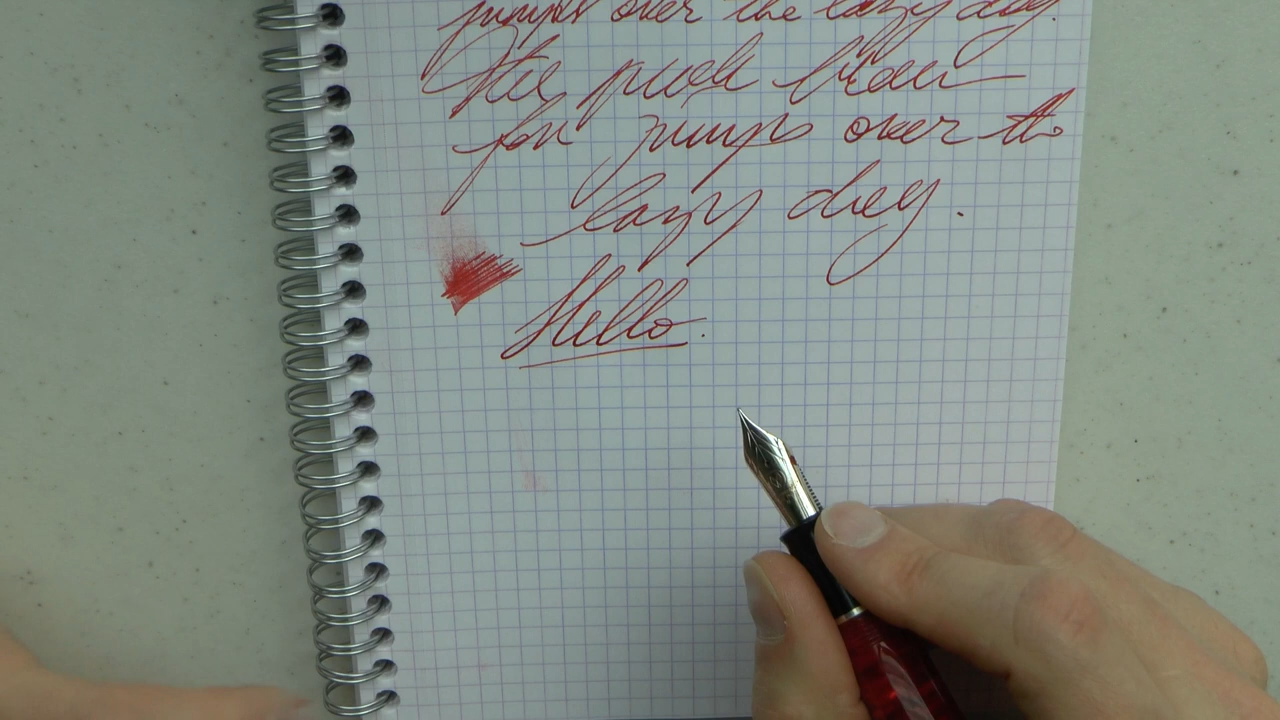 jumps over the lazy dog.
The quick brown
fox jumps over the
lazy dog.
Hello.